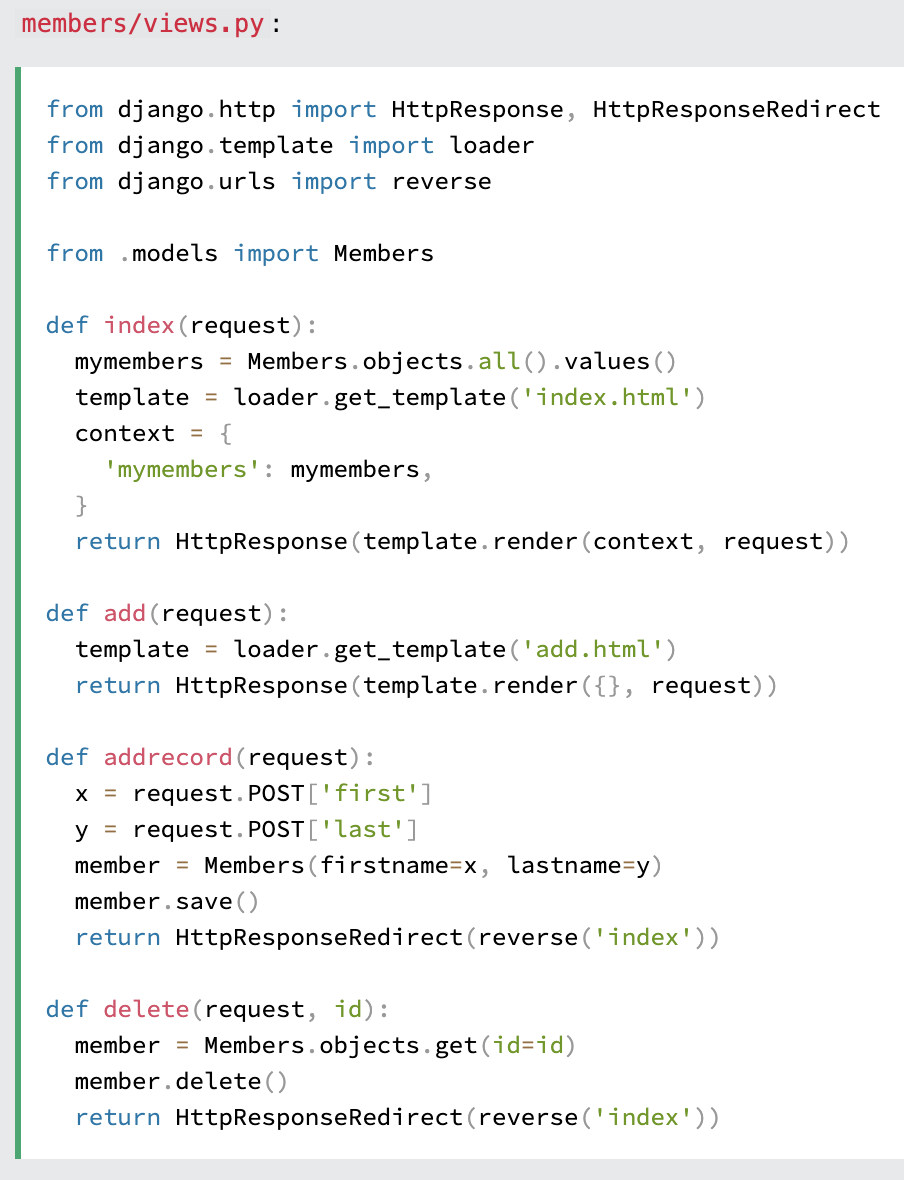 members/views.py:
from django.http import HttpResponse, HttpResponseRedirect
from django.template import loader
from django.urls import reverse
from .models import Members
def index(request):
  mymembers = Members.objects.all().values()
  template = loader.get_template('index.html')
  context = {
    'mymembers': mymembers,
  }
  return HttpResponse(template.render(context, request))
def add(request):
  template = loader.get_template('add.html')
  return HttpResponse(template.render({}, request))
def addrecord(request):
  x = request.POST['first']
  y = request.POST['last']
  member = Members(firstname=x, lastname=y)
  member.save()
  return HttpResponseRedirect(reverse('index'))
def delete(request, id):
  member = Members.objects.get(id=id)
  member.delete()
  return HttpResponseRedirect(reverse('index'))